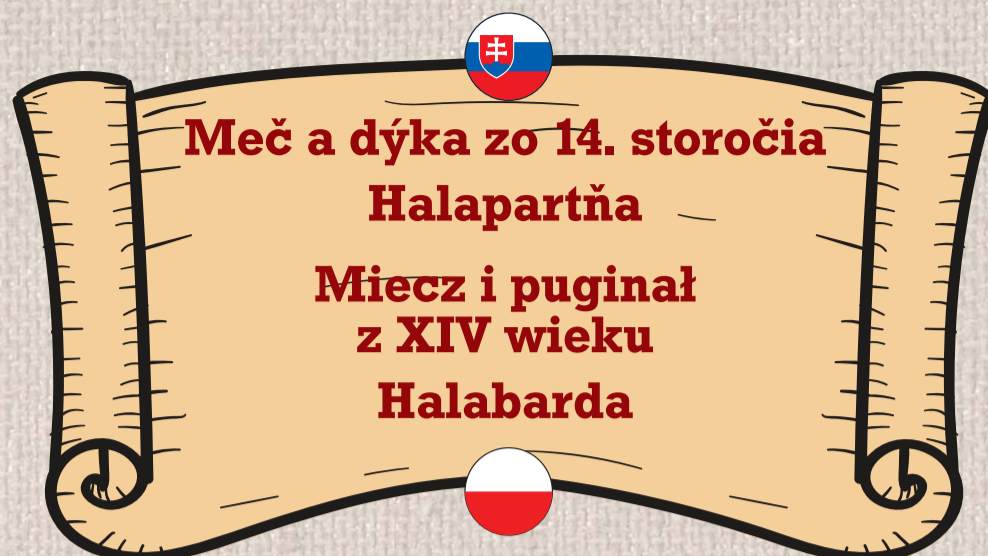 Meč a dýka zo 14. storočia
Halapartňa
Miecz i puginał
z XIV wieku
Halabarda